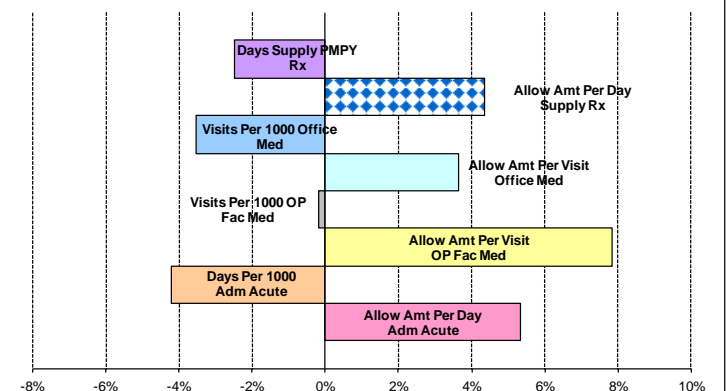 Days Supply PMPY
Rx
Allow Amt Per Day
Supply Rx
Visits Per 1000 Office
Med
Allow Amt Per Visit
Office Med
Visits Per 1000 OP
Fac Med
Allow Amt Per Visit
OP Fac Med
Days Per 1000
Adm Acute
Allow Amt Per Day
Adm Acute
-8% -6% -4% -2% 0% 2% 4% 6% 8% 10%